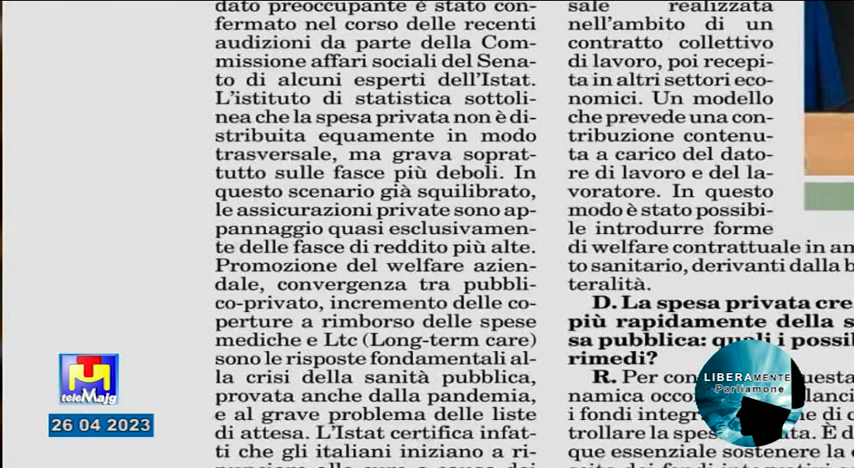 dato preoccupante è stato con-
fermato nel corso delle recenti
audizioni da parte della Com-
missione affari sociali del Sena-
to di alcuni esperti dell'Istat.
L'istituto di statistica sottoli-
nea che la spesa privata non è di-
stribuita equamente in modo
trasversale, ma grava soprat-
tutto sulle fasce più deboli. In
questo scenario già squilibrato,
le assicurazioni private sono ap-
pannaggio quasi esclusivamen-
te delle fasce di reddito più alte.
Promozione del welfare azien-
dale, convergenza tra pubbli-
co-privato, incremento delle co-
perture a rimborso delle spese
mediche e Ltc (Long-term care)
sono le risposte fondamentali al-
la crisi della sanità pubblica,
provata anche dalla pandemia,
e al grave problema delle liste
di attesa. L'Istat certifica infat-
ti che gli italiani iniziano a ri-
sale realizzata
nell'ambito di un
contratto collettivo
di lavoro, poi recepi-
ta in altri settori eco-
nomici. Un modello
che prevede una con-
tribuzione contenu-
ta a carico del dato-
re di lavoro e del la-
voratore. In questo
modo è stato possibi-
le introdurre forme
di welfare contrattuale in am
to sanitario, derivanti dalla b
teralità.
D. La spesa privata cre
più rapidamente della s
sa pubblica: quali i possi
rimedi?
R. Per con uesta
namica occo lanci
i fondi integr di c
trollare la spes ta. È d
que essenziale sostenere la
teleMajg
26 04 2023
LIBERAMENTE
Parliamone